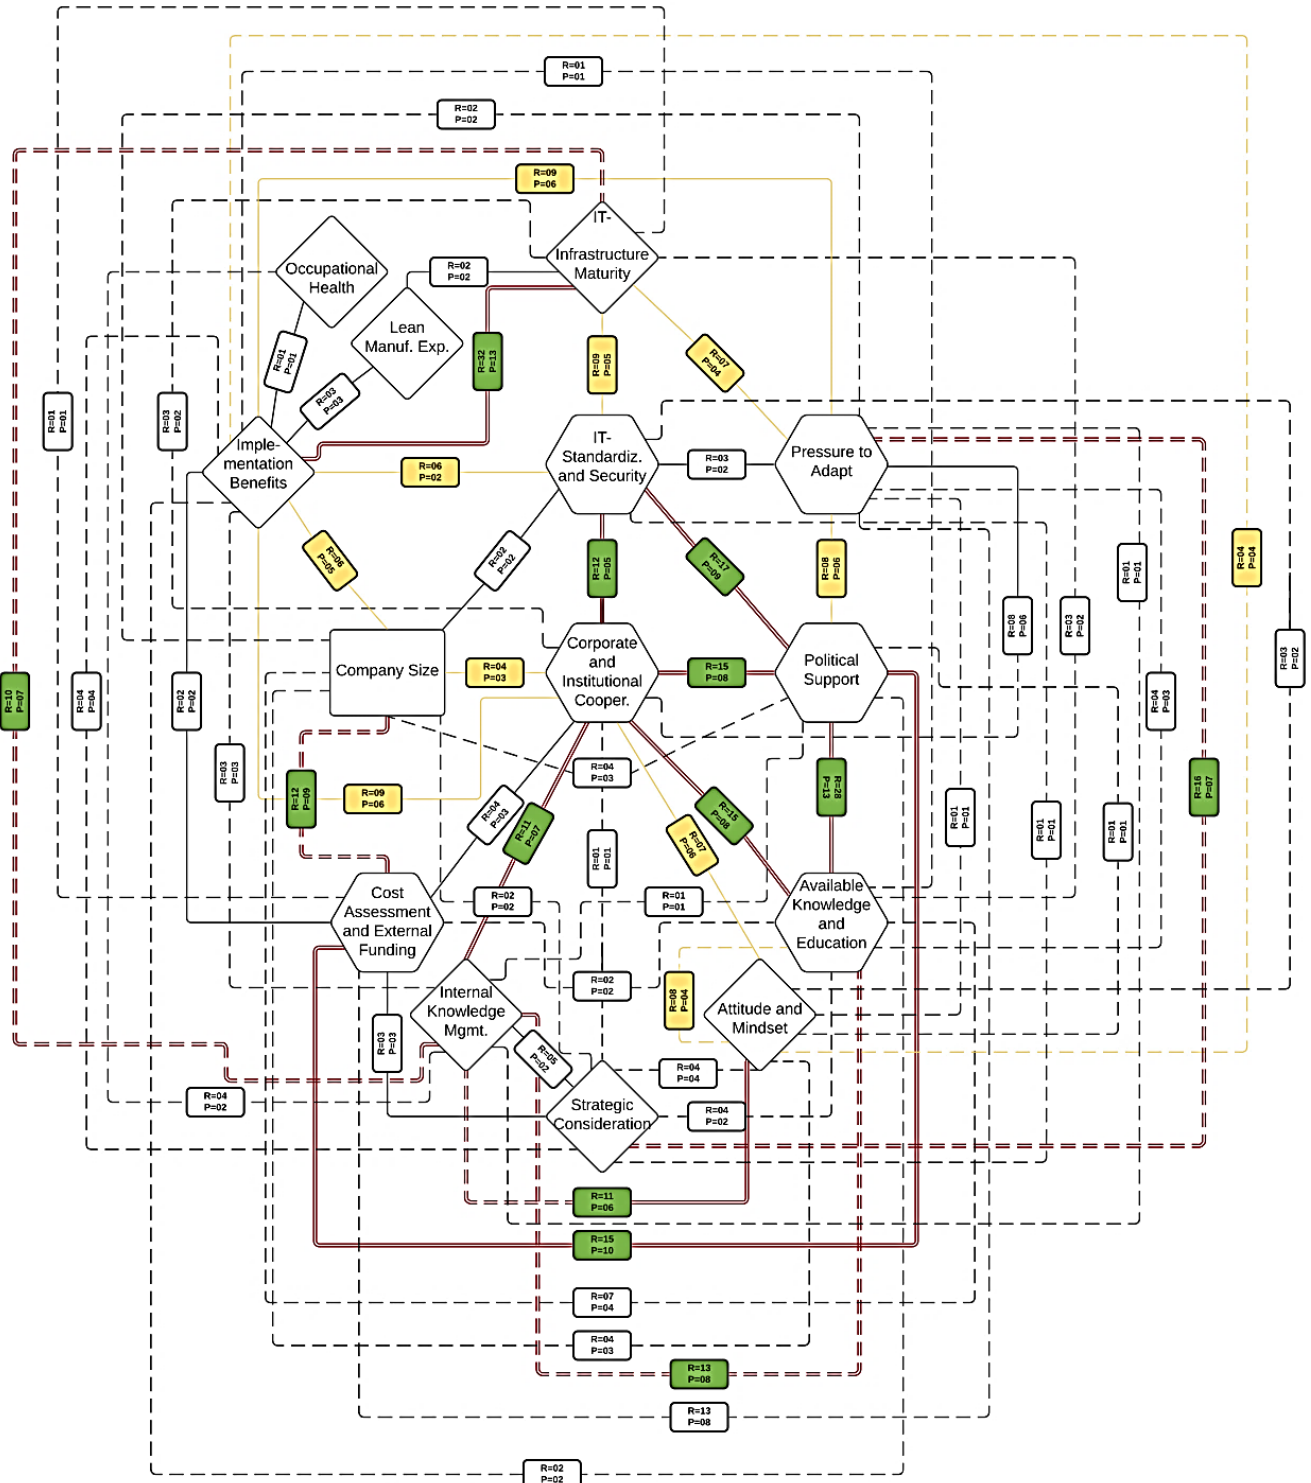 R=01
P=01
R=02
P=02
R=09
P=06
IT-
Infrastructure
Maturity
Occupational
Health
R=02
P=02
Lean
Manuf. Exp.
R=01
P=01
R=32
P=13
R=09
P=05
R=07
P=04
R=03
P=03
R=01
P=01
R=03
P=02
Imple-
mentation
Benefits
R=06
P=02
IT-
Standardiz.
and Security
R=03
P=02
Pressure to
Adapt
R=06
P=05
R=02
P=02
R=12
P=05
R=17
P=09
R=08
P=06
R=01
P=01
R=04
P=04
R=08
P=06
R=03
P=02
R=03
P=02
Company Size
R=04
P=03
Corporate
and
Institutional
Cooper.
R=15
P=08
Political
Support
R=10
P=07
R=04
P=04
R=02
P=02
R=04
P=03
R=03
P=03
R=12
P=09
R=09
P=06
R=04
P=03
R=04
P=03
R=11
P=07
R=15
P=08
R=28
P=13
R=16
P=07
R=07
P=06
R=01
P=01
R=01
P=01
R=01
P=01
R=01
P=01
Cost
Assessment
and External
Funding
R=02
P=02
R=01
P=01
Available
Knowledge
and
Education
R=02
P=02
R=08
P=04
Internal
Knowledge
Mgmt.
Attitude and
Mindset
R=03
P=03
R=05
P=02
R=04
P=04
R=04
P=02
Strategic
Consideration
R=04
P=02
R=11
P=06
R=15
P=10
R=07
P=04
R=04
P=03
R=13
P=08
R=13
P=08
R=02
P=02